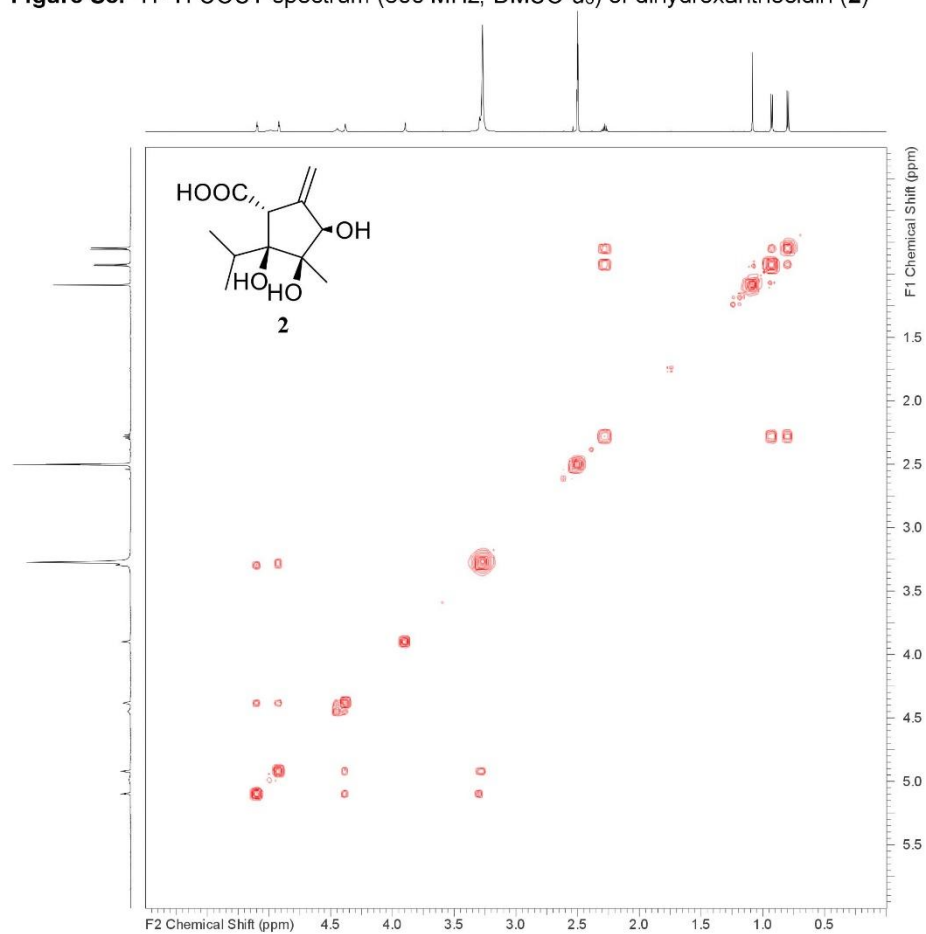 Figure S8. ¹H-¹H COSY spectrum (500 MHz, DMSO-d₆) of dihydroxanthocidin (2)
HOOC
OH
HO
HO
2
F1 Chemical Shift (ppm)
1.5
2.0
2.5
3.0
3.5
4.0
4.5
5.0
5.5
F2 Chemical Shift (ppm) 4.5 4.0 3.5 3.0 2.5 2.0 1.5 1.0 0.5